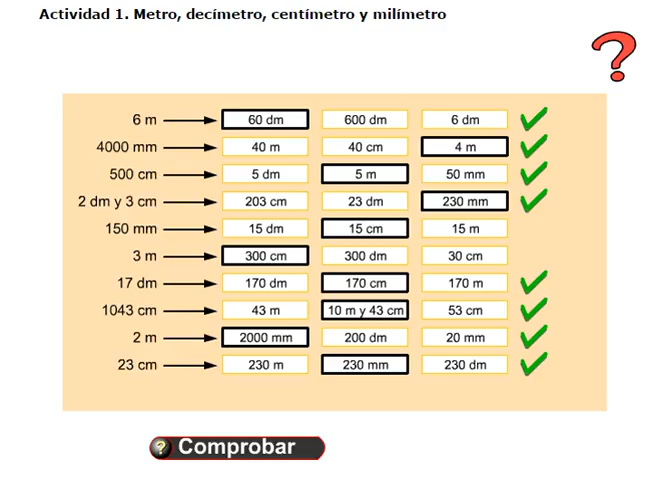 Actividad 1. Metro, decímetro, centímetro y milímetro
6 m 60 dm 600 dm 6 dm
4000 mm 40 m 40 cm 4 m
500 cm 5 dm 5 m 50 mm
2 dm y 3 cm 203 cm 23 dm 230 mm
150 mm 15 dm 15 cm 15 m
3 m 300 cm 300 dm 30 cm
17 dm 170 dm 170 cm 170 m
1043 cm 43 m 10 m y 43 cm 53 cm
2 m 2000 mm 200 dm 20 mm
23 cm 230 m 230 mm 230 dm
? Comprobar